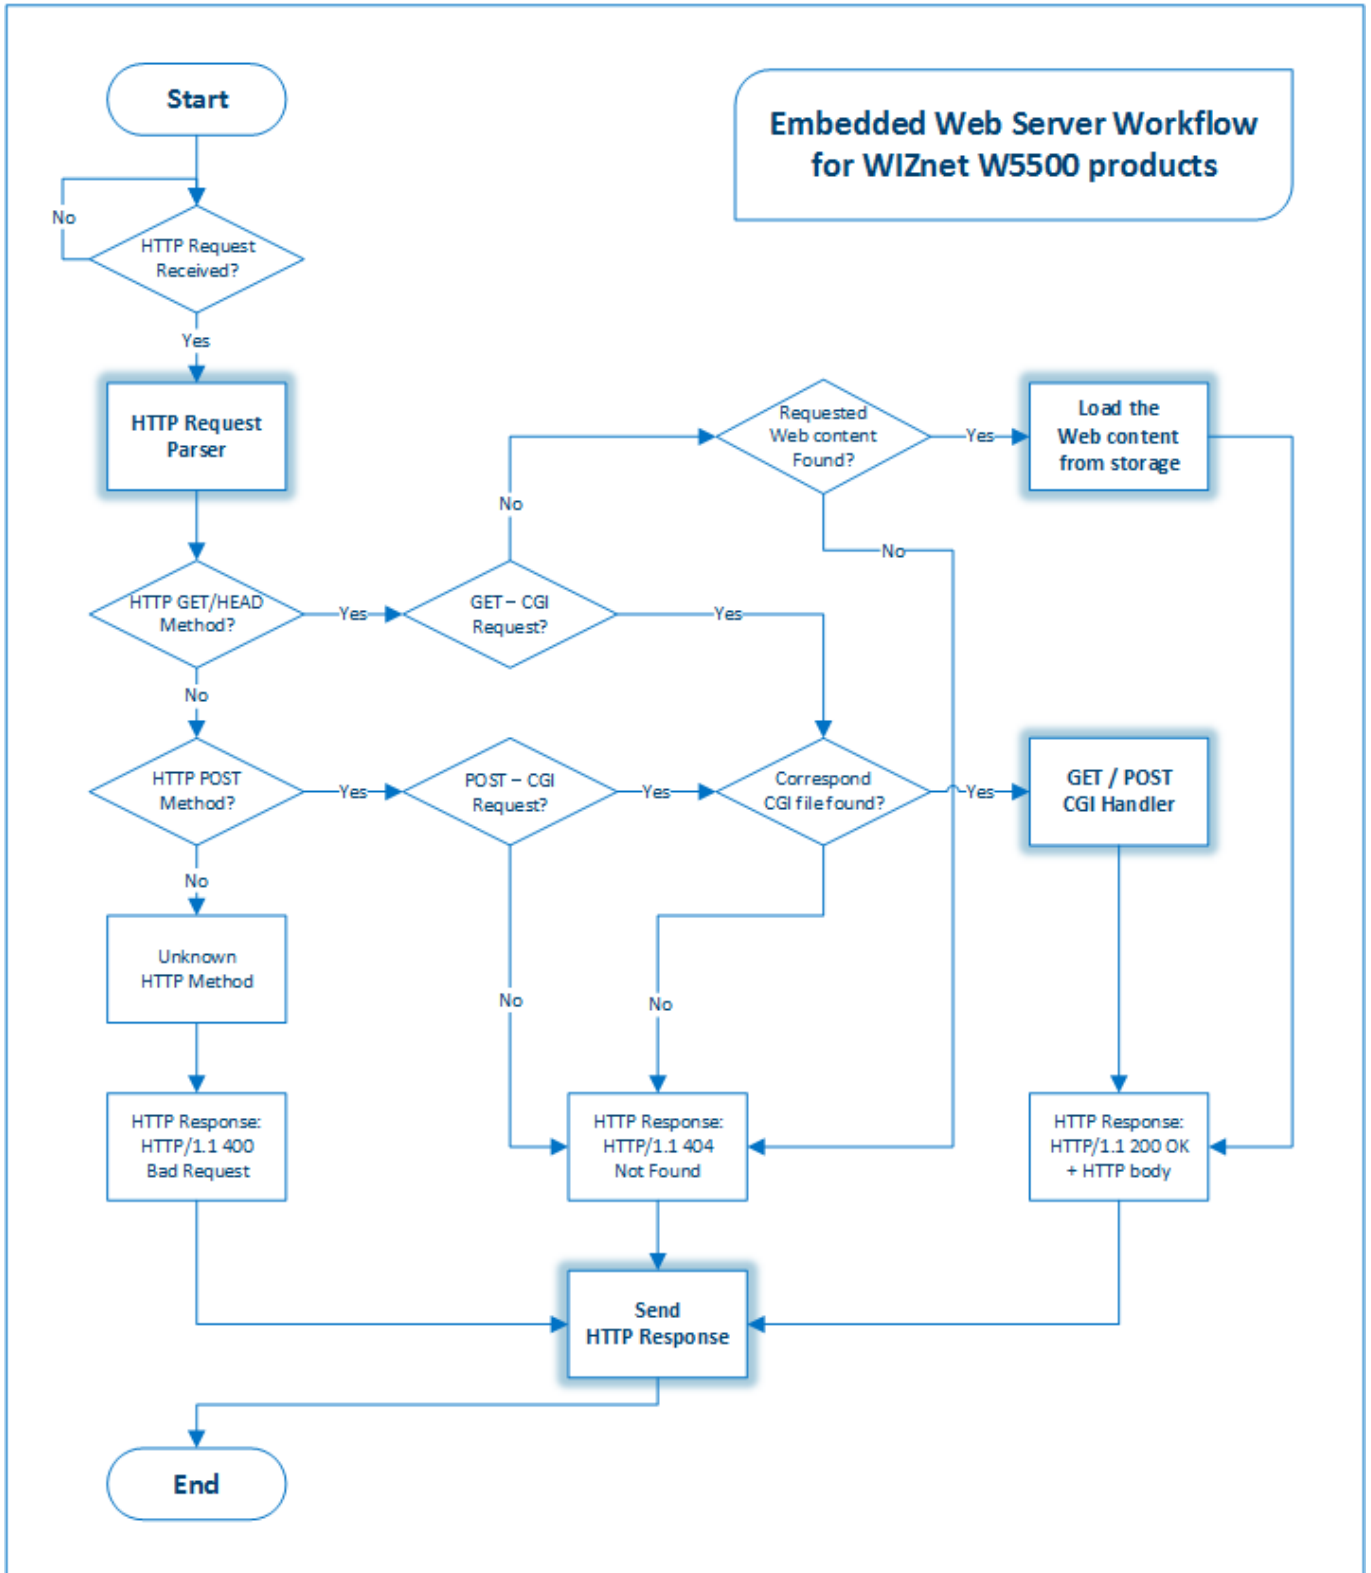 Start
Embedded Web Server Workflow
for WIZnet W5500 products
No
HTTP Request
Received?
Yes
HTTP Request
Parser
Requested
Web content
Found?
Yes
Load the
Web content
from storage
No
No
HTTP GET/HEAD
Method?
Yes
GET – CGI
Request?
Yes
No
HTTP POST
Method?
Yes
POST – CGI
Request?
Yes
Correspond
CGI file found?
Yes
GET / POST
CGI Handler
No
Unknown
HTTP Method
No
No
HTTP Response:
HTTP/1.1 400
Bad Request
HTTP Response:
HTTP/1.1 404
Not Found
HTTP Response:
HTTP/1.1 200 OK
+ HTTP body
Send
HTTP Response
End